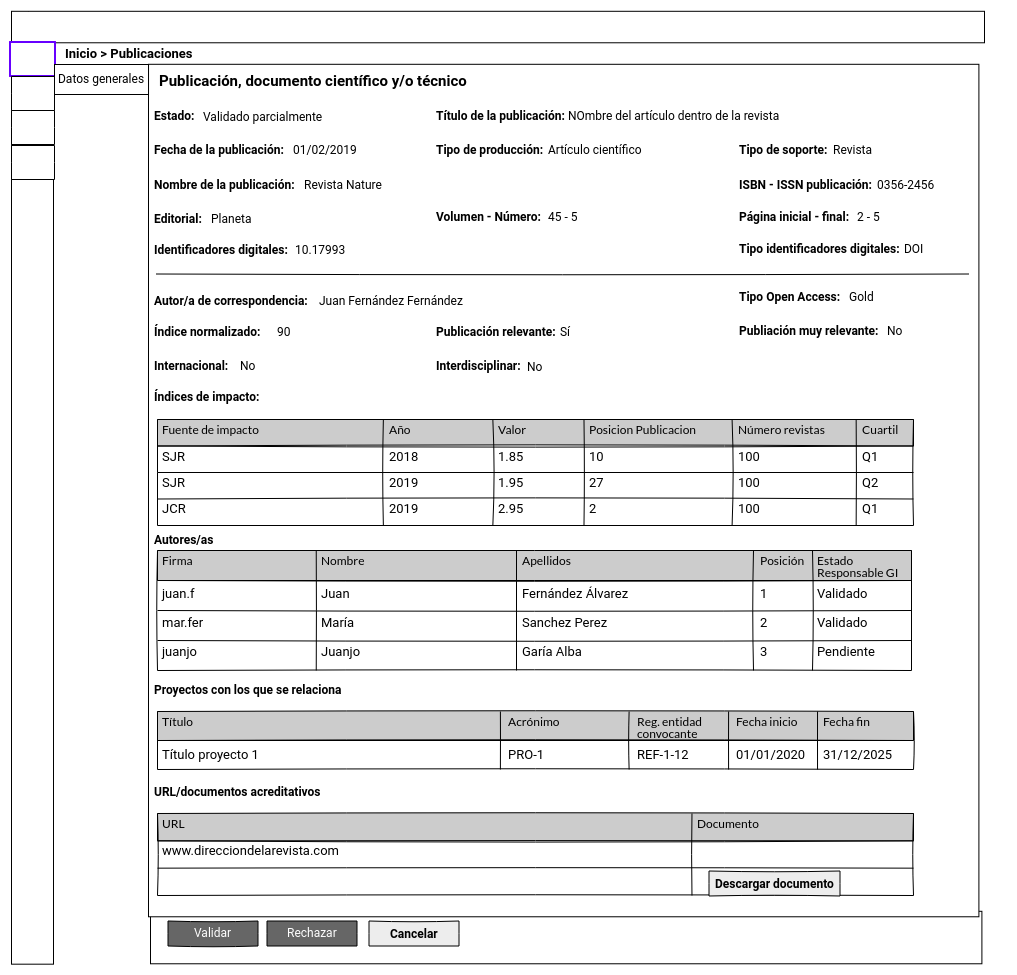 Inicio > Publicaciones
Datos generales
Publicación, documento científico y/o técnico
Estado: Validado parcialmente Título de la publicación: NOmbre del artículo dentro de la revista
Fecha de la publicación: 01/02/2019 Tipo de producción: Artículo científico Tipo de soporte: Revista
Nombre de la publicación: Revista Nature ISBN - ISSN publicación: 0356-2456
Editorial: Planeta Volumen - Número: 45 - 5 Página inicial - final: 2 - 5
Identificadores digitales: 10.17993 Tipo identificadores digitales: DOI
Autor/a de correspondencia: Juan Fernández Fernández Tipo Open Access: Gold
Índice normalizado: 90 Publicación relevante: Sí Publiación muy relevante: No
Internacional: No Interdisciplinar: No
Índices de impacto:
Fuente de impacto Año Valor Posicion Publicacion Número revistas Cuartil
SJR 2018 1.85 10 100 Q1
SJR 2019 1.95 27 100 Q2
JCR 2019 2.95 2 100 Q1
Autores/as
Firma Nombre Apellidos Posición Estado
Responsable GI
juan.f Juan Fernández Álvarez 1 Validado
mar.fer María Sanchez Perez 2 Validado
juanjo Juanjo Garía Alba 3 Pendiente
Proyectos con los que se relaciona
Título Acrónimo Reg. entidad Fecha inicio Fecha fin
convocante
Título proyecto 1 PRO-1 REF-1-12 01/01/2020 31/12/2025
URL/documentos acreditativos
URL Documento
www.direcciondelarevista.com
Descargar documento
Validar Rechazar Cancelar